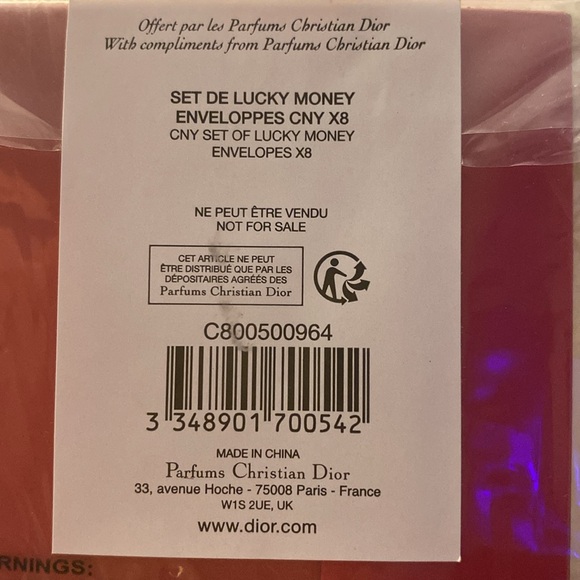 Offert par les Parfums Christian Dior
With compliments from Parfums Christian Dior
SET DE LUCKY MONEY
ENVELOPPES CNY X8
CNY SET OF LUCKY MONEY
ENVELOPES X8
NE PEUT ÊTRE VENDU
NOT FOR SALE
CET ARTICLE NE PEUT
ÊTRE DISTRIBUÉ QUE PAR LES
DÉPOSITAIRES AGRÉÉS DES
Parfums Christian Dior
C800500964
3 348901 700542
MADE IN CHINA
Parfums Christian Dior
33, avenue Hoche - 75008 Paris - France
W1S 2UE, UK
www.dior.com
RNINGS: